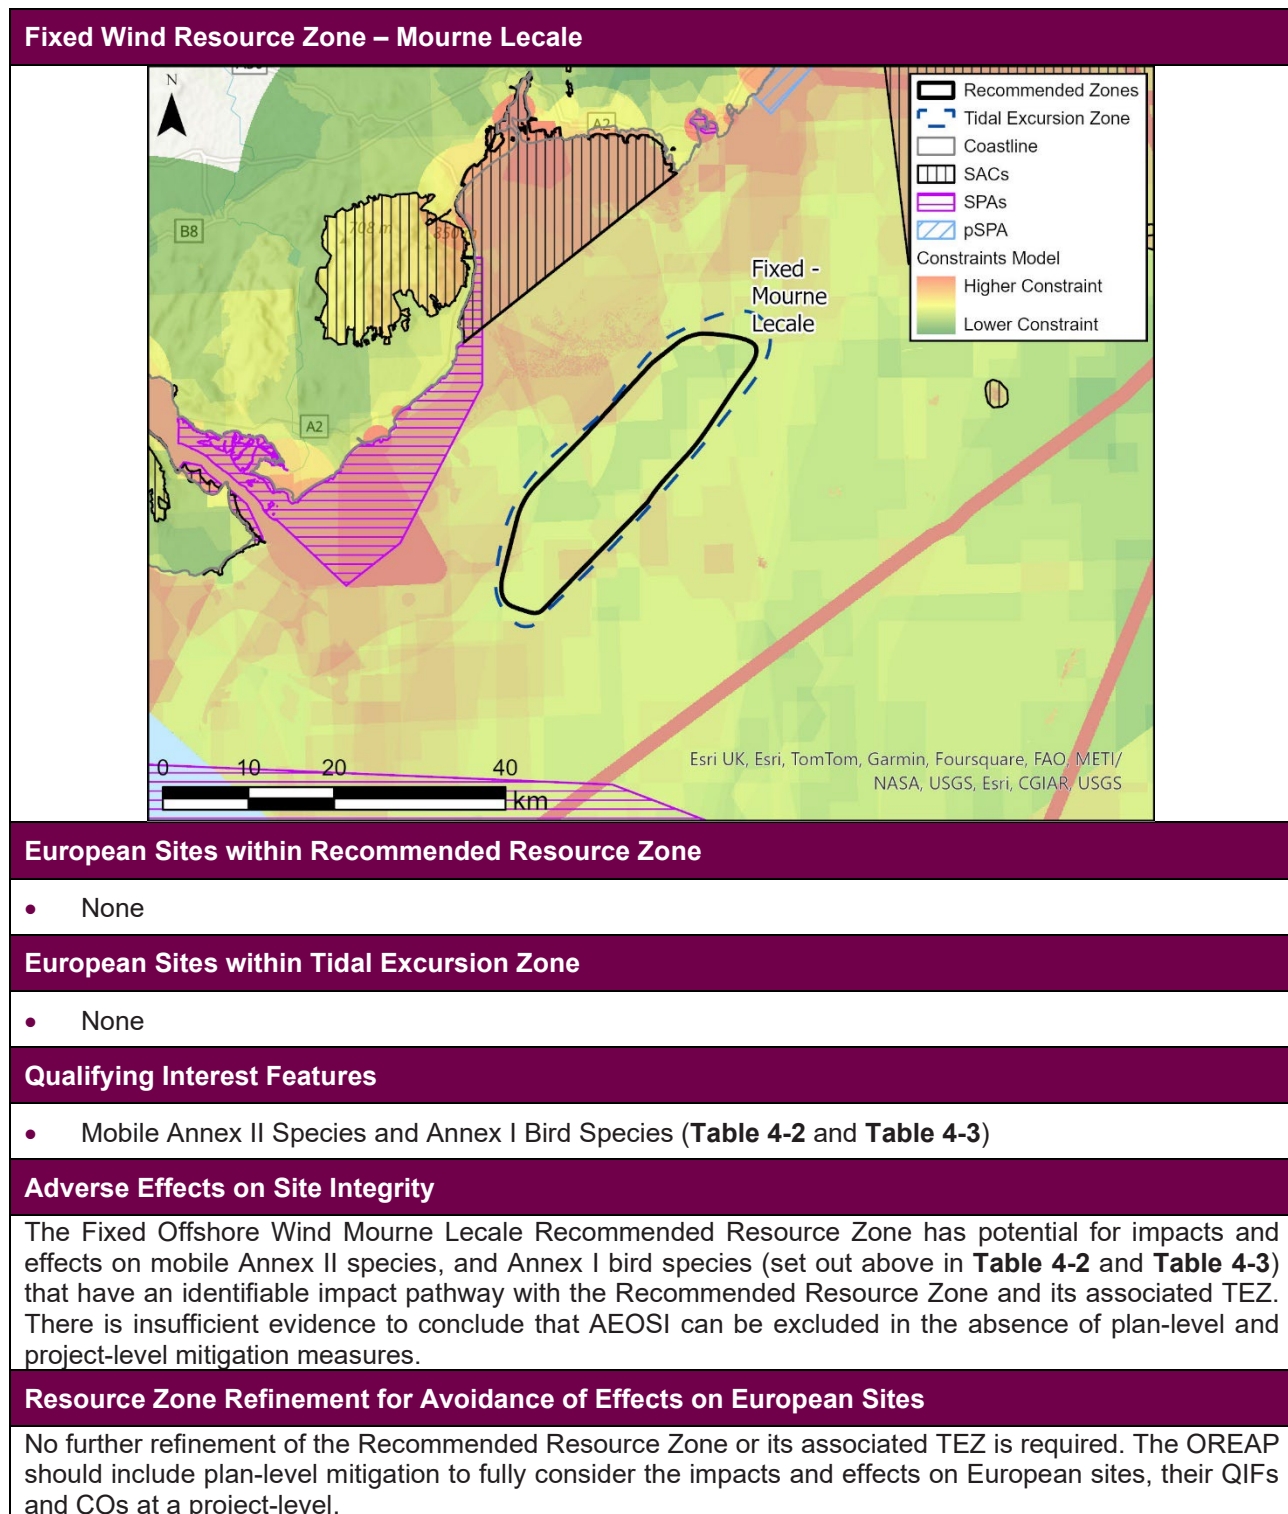 Fixed Wind Resource Zone – Mourne Lecale
N
A2
Recommended Zones
Tidal Excursion Zone
Coastline
SACs
SPAs
pSPA
Constraints Model
Higher Constraint
Lower Constraint
B8
708 m
Fixed -
Mourne
Lecale
A2
Esri UK, Esri, TomTom, Garmin, Foursquare, FAO, METI/
NASA, USGS, Esri, CGIAR, USGS
0 10 20 40
km
European Sites within Recommended Resource Zone
• None
European Sites within Tidal Excursion Zone
• None
Qualifying Interest Features
• Mobile Annex II Species and Annex I Bird Species (Table 4-2 and Table 4-3)
Adverse Effects on Site Integrity
The Fixed Offshore Wind Mourne Lecale Recommended Resource Zone has potential for impacts and
effects on mobile Annex II species, and Annex I bird species (set out above in Table 4-2 and Table 4-3)
that have an identifiable impact pathway with the Recommended Resource Zone and its associated TEZ.
There is insufficient evidence to conclude that AEOSI can be excluded in the absence of plan-level and
project-level mitigation measures.
Resource Zone Refinement for Avoidance of Effects on European Sites
No further refinement of the Recommended Resource Zone or its associated TEZ is required. The OREAP
should include plan-level mitigation to fully consider the impacts and effects on European sites, their QIFs
and COs at a project-level.